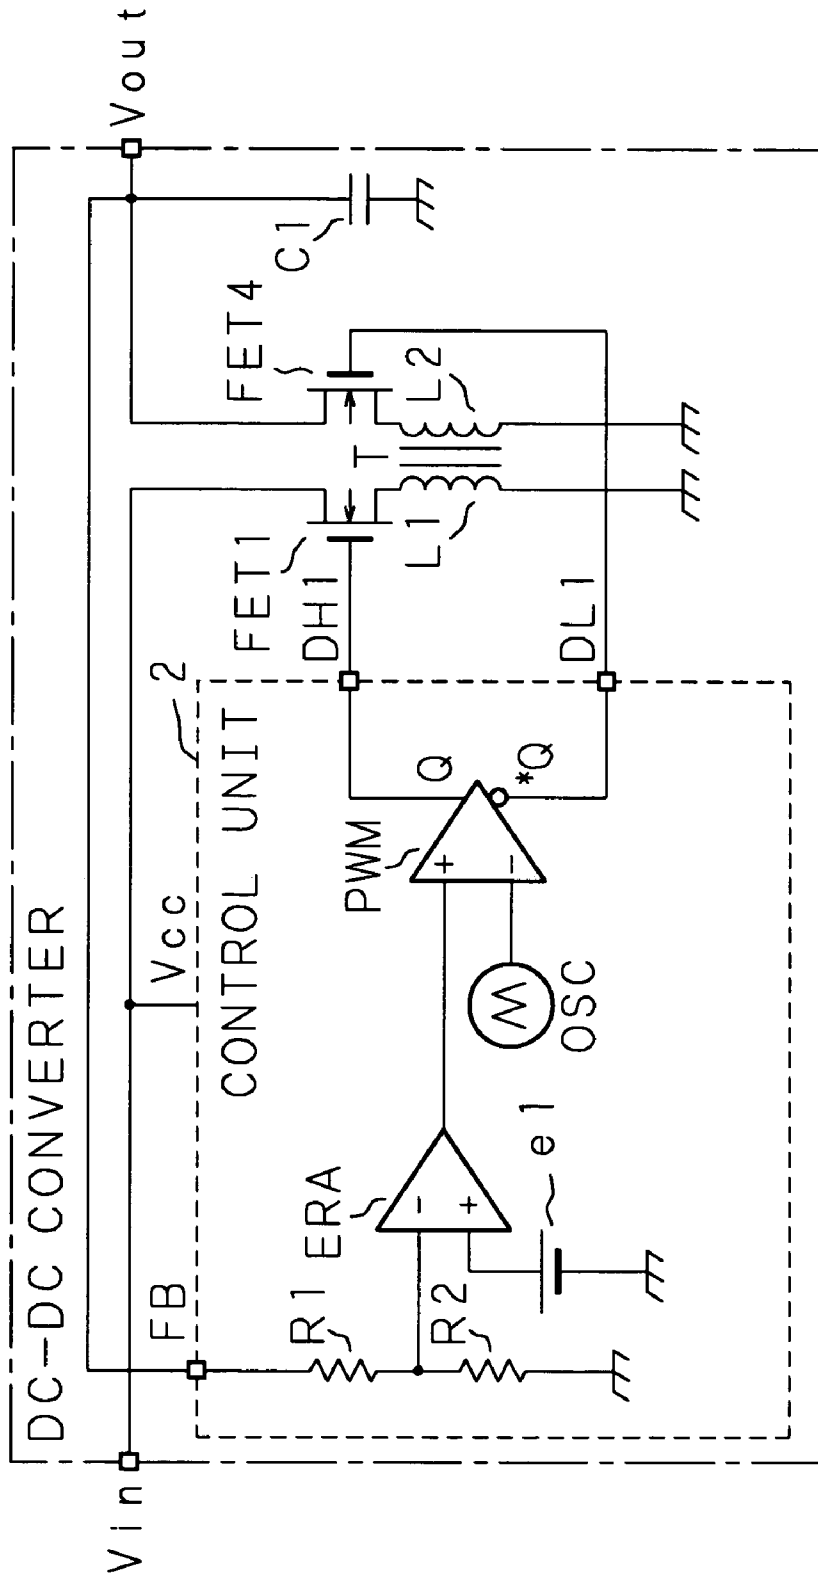 DC-DC CONVERTER
Vin
Vout
FB
Vcc
2
CONTROL UNIT
R1
R2
ERA
-
+
e1
OSC
PWM
+
-
Q
*Q
DH1
DL1
FET1
FET4
T
L1
L2
C1